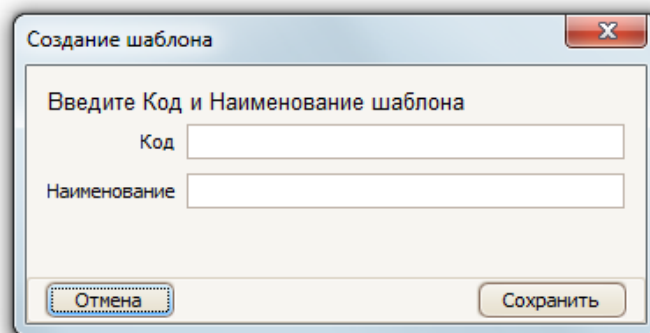 Создание шаблона
Введите Код и Наименование шаблона
Код
Наименование
Отмена
Сохранить